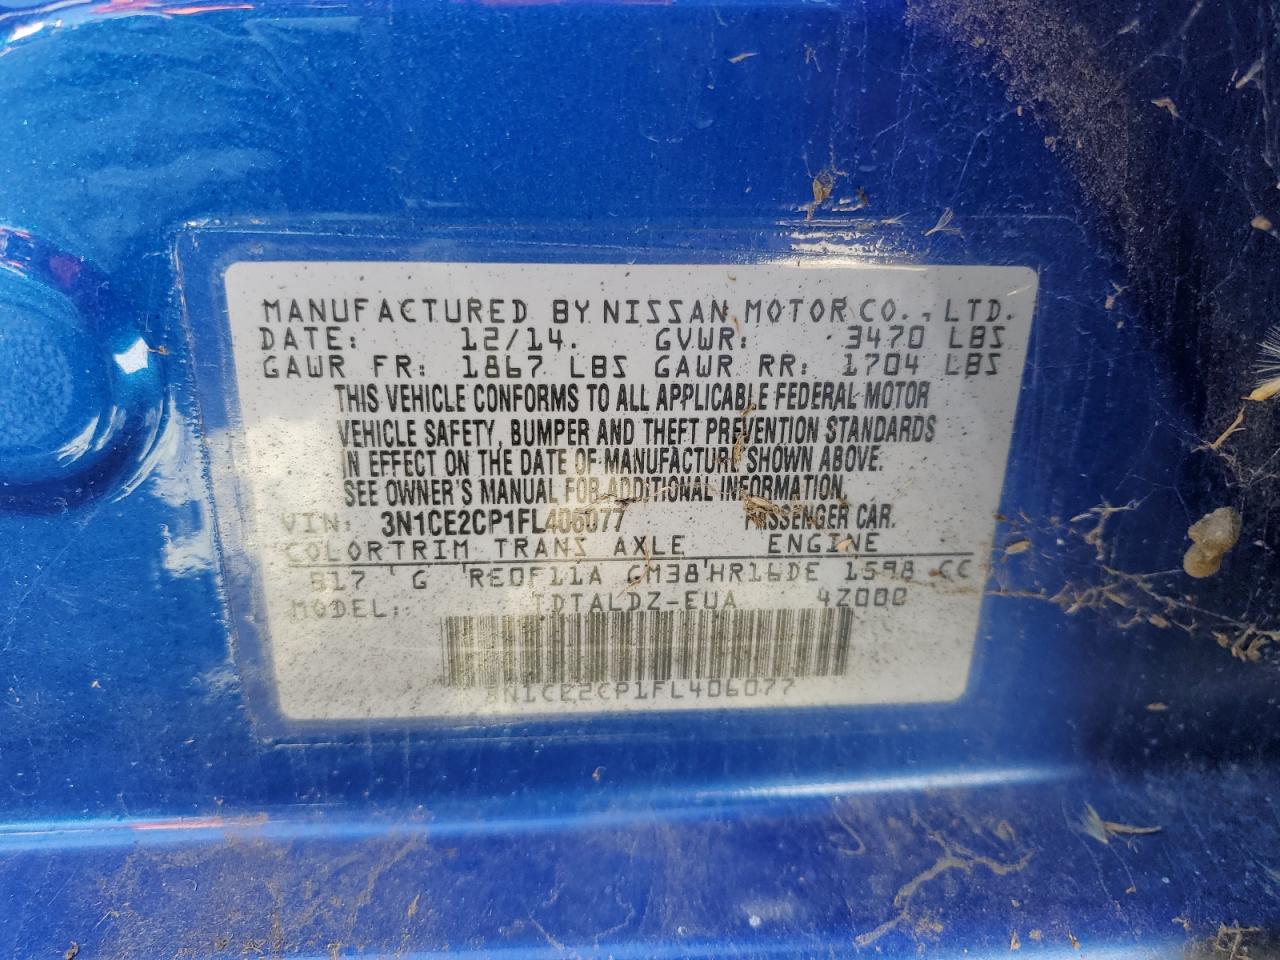 MANUFACTURED BY NISSAN MOTOR CO., LTD.
DATE: 12/14. GVWR: 3470 LBS
GAWR FR: 1867 LBS GAWR RR: 1704 LBS
THIS VEHICLE CONFORMS TO ALL APPLICABLE FEDERAL MOTOR
VEHICLE SAFETY, BUMPER AND THEFT PREVENTION STANDARDS
IN EFFECT ON THE DATE OF MANUFACTURE SHOWN ABOVE.
SEE OWNER'S MANUAL FOR ADDITIONAL INFORMATION.
VIN: 3N1CE2CP1FL406077 PASSENGER CAR.
COLOR TRIM TRANS AXLE ENGINE
B17 G RE0F11A GM38 HR16DE 1598 CC
MODEL: TDTALDZ-EUA 42000
3N1CE2CP1FL406077